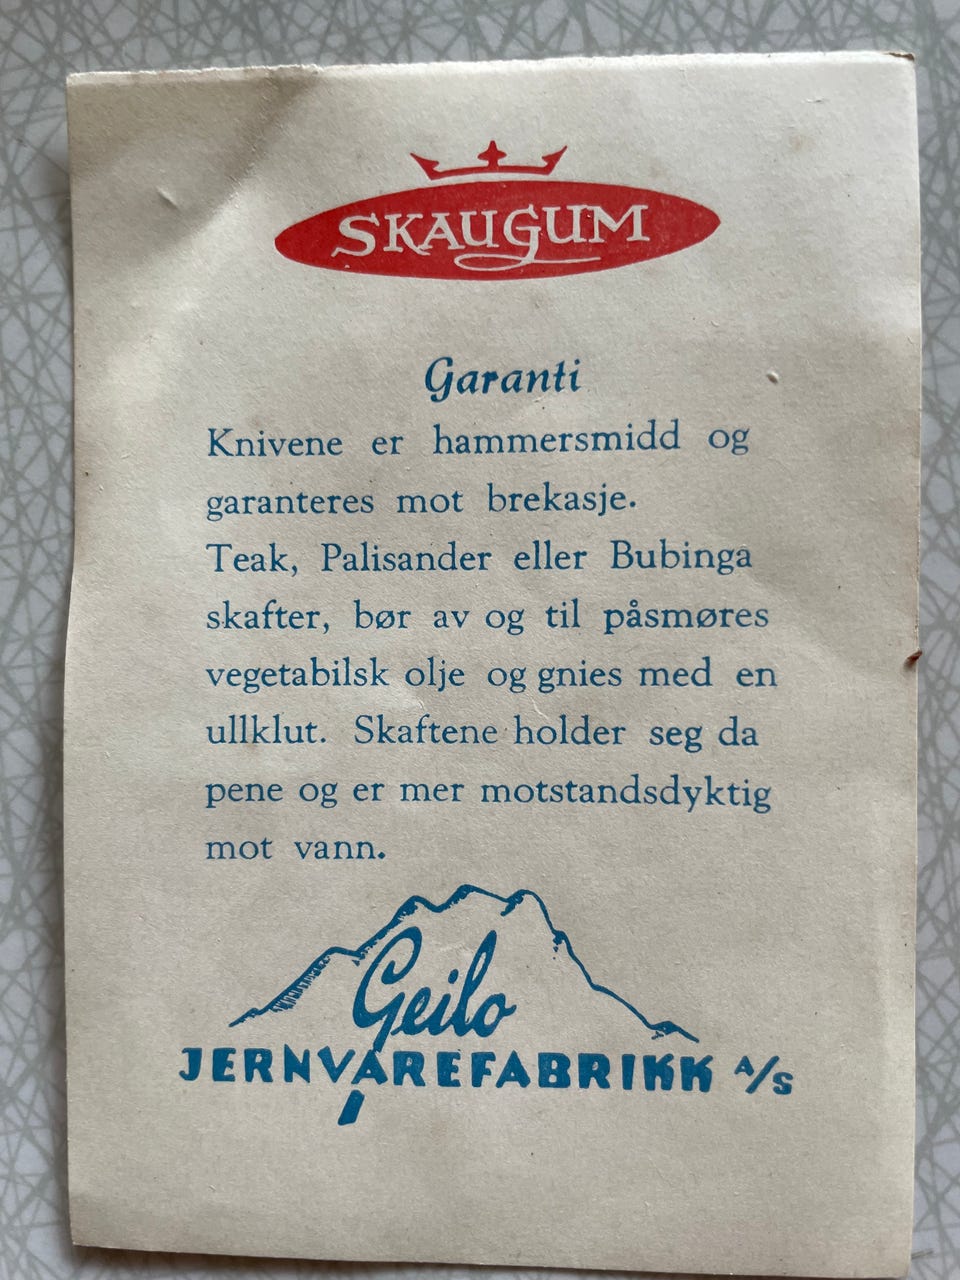 SKAUGUM
Garanti
Knivene er hammersmidd og
garanteres mot brekasje.
Teak, Palisander eller Bubinga
skafter, bør av og til påsmøres
vegetabilsk olje og gnies med en
ullklut. Skaftene holder seg da
pene og er mer motstandsdyktig
mot vann.
Geilo
JERNVAREFABRIKK A/S